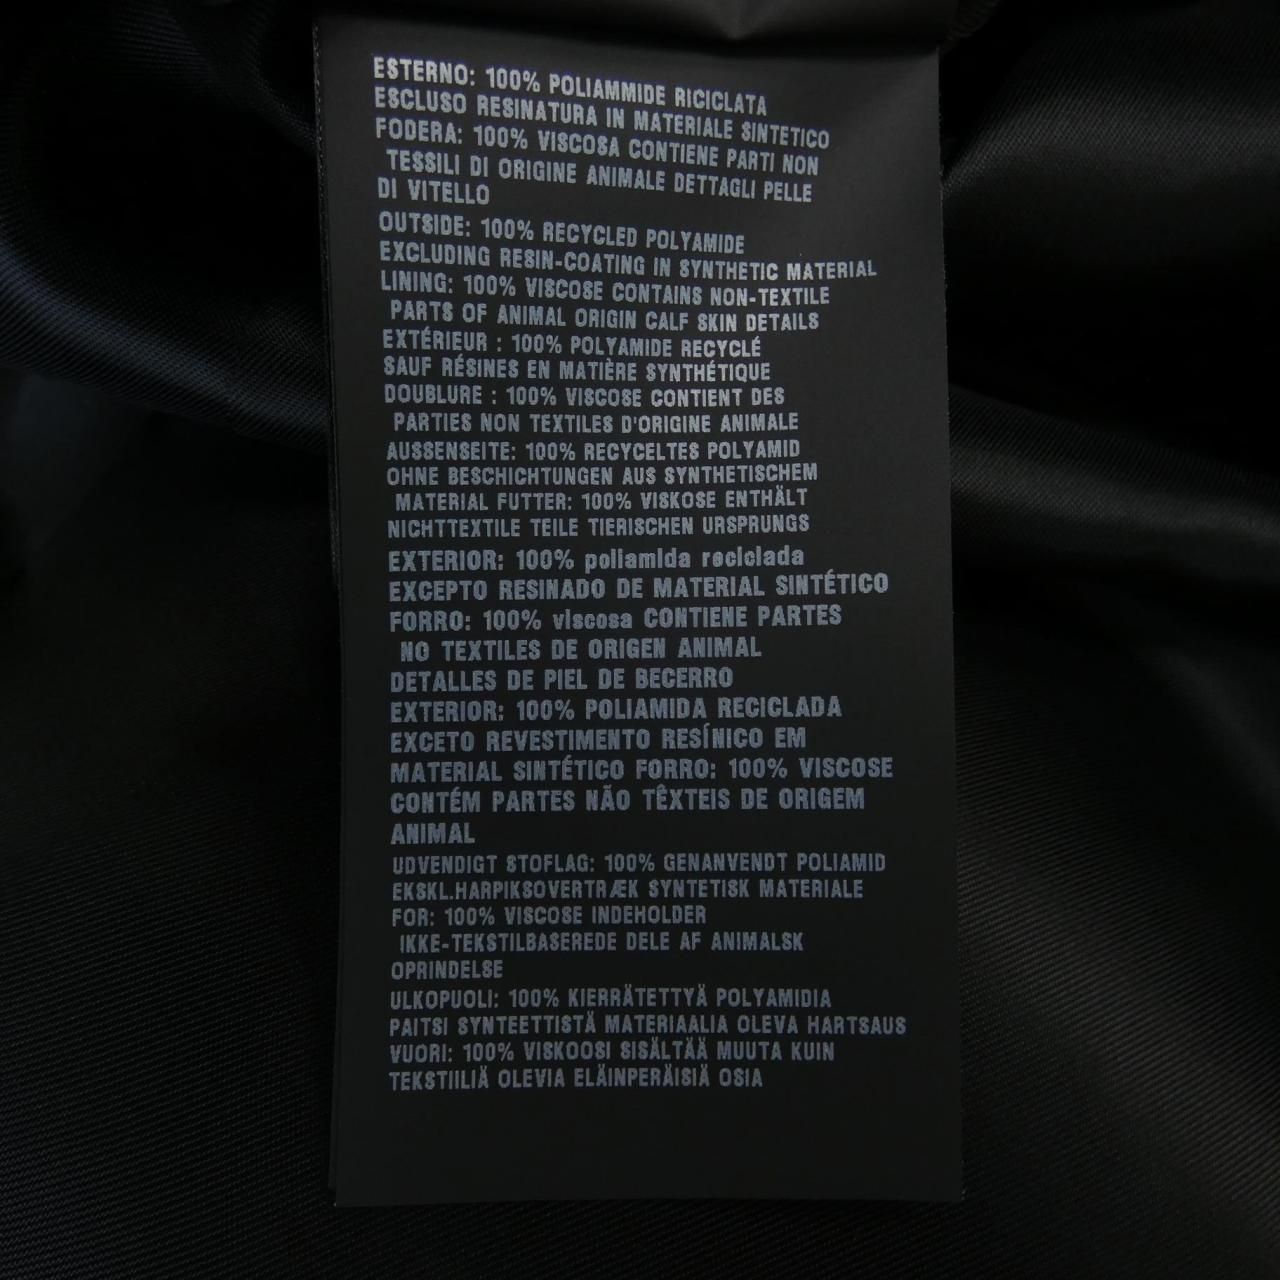 ESTERNO: 100% POLIAMMIDE RICICLATA
ESCLUSO RESINATURA IN MATERIALE SINTETICO
FODERA: 100% VISCOSA CONTIENE PARTI NON
TESSILI DI ORIGINE ANIMALE DETTAGLI PELLE
DI VITELLO
OUTSIDE: 100% RECYCLED POLYAMIDE
EXCLUDING RESIN-COATING IN SYNTHETIC MATERIAL
LINING: 100% VISCOSE CONTAINS NON-TEXTILE
PARTS OF ANIMAL ORIGIN CALF SKIN DETAILS
EXTÉRIEUR : 100% POLYAMIDE RECYCLÉ
SAUF RÉSINES EN MATIÈRE SYNTHÉTIQUE
DOUBLURE : 100% VISCOSE CONTIENT DES
PARTIES NON TEXTILES D'ORIGINE ANIMALE
AUSSENSEITE: 100% RECYCELTES POLYAMID
OHNE BESCHICHTUNGEN AUS SYNTHETISCHEM
MATERIAL FUTTER: 100% VISKOSE ENTHÄLT
NICHTTEXTILE TEILE TIERISCHEN URSPRUNGS
EXTERIOR: 100% poliamida reciclada
EXCEPTO RESINADO DE MATERIAL SINTÉTICO
FORRO: 100% viscosa CONTIENE PARTES
NO TEXTILES DE ORIGEN ANIMAL
DETALLES DE PIEL DE BECERRO
EXTERIOR: 100% POLIAMIDA RECICLADA
EXCETO REVESTIMENTO RESÍNICO EM
MATERIAL SINTÉTICO FORRO: 100% VISCOSE
CONTÉM PARTES NÃO TÊXTEIS DE ORIGEM
ANIMAL
UDVENDIGT STOFLAG: 100% GENANVENDT POLIAMID
EKSKL.HARPIKSOVERTRÆK SYNTETISK MATERIALE
FOR: 100% VISCOSE INDEHOLDER
IKKE-TEKSTILBASEREDE DELE AF ANIMALSK
OPRINDELSE
ULKOPUOLI: 100% KIERRÄTETTYÄ POLYAMIDIA
PAITSI SYNTEETTISTÄ MATERIAALIA OLEVA HARTSAUS
VUORI: 100% VISKOOSI SISÄLTÄÄ MUUTA KUIN
TEKSTIILIÄ OLEVIA ELÄINPERÄISIÄ OSIA